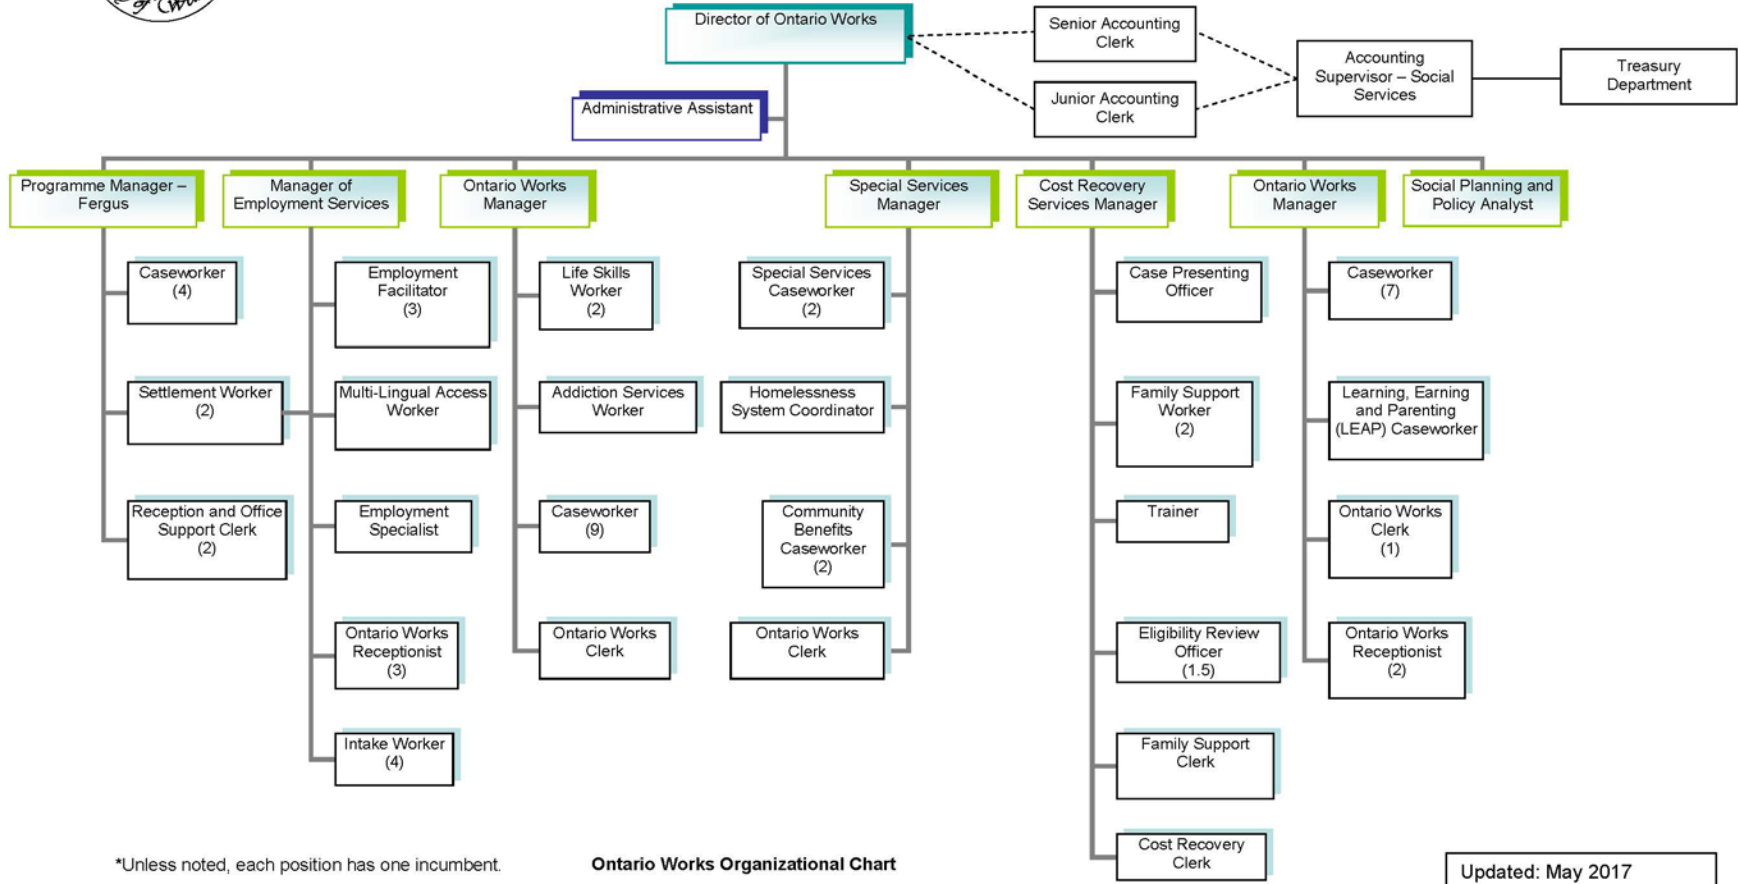 of
Director of Ontario Works
Senior Accounting
Clerk
Junior Accounting
Clerk
Accounting
Supervisor – Social
Services
Treasury
Department
Administrative Assistant
Programme Manager –
Fergus
Manager of
Employment Services
Ontario Works
Manager
Special Services
Manager
Cost Recovery
Services Manager
Ontario Works
Manager
Social Planning and
Policy Analyst
Caseworker
(4)
Settlement Worker
(2)
Reception and Office
Support Clerk
(2)
Employment
Facilitator
(3)
Multi-Lingual Access
Worker
Employment
Specialist
Ontario Works
Receptionist
(3)
Intake Worker
(4)
Life Skills
Worker
(2)
Addiction Services
Worker
Caseworker
(9)
Ontario Works
Clerk
Special Services
Caseworker
(2)
Homelessness
System Coordinator
Community
Benefits
Caseworker
(2)
Ontario Works
Clerk
Case Presenting
Officer
Family Support
Worker
(2)
Trainer
Eligibility Review
Officer
(1.5)
Family Support
Clerk
Cost Recovery
Clerk
Caseworker
(7)
Learning, Earning
and Parenting
(LEAP) Caseworker
Ontario Works
Clerk
(1)
Ontario Works
Receptionist
(2)
*Unless noted, each position has one incumbent.
Ontario Works Organizational Chart
Updated: May 2017